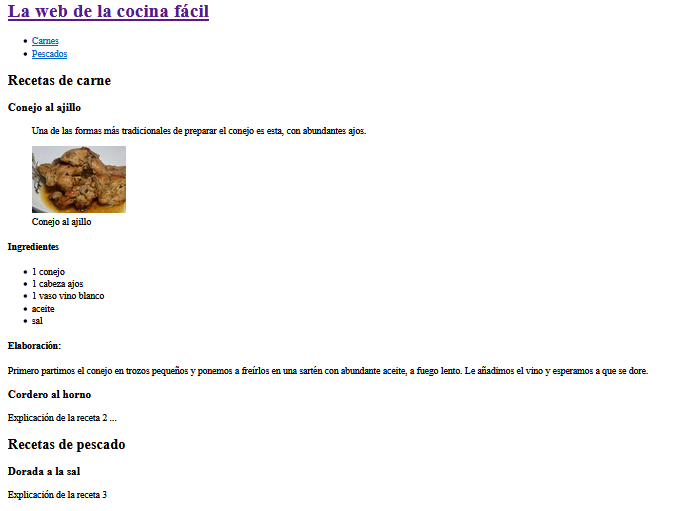 La web de la cocina fácil
Carnes
Pescados
Recetas de carne
Conejo al ajillo
Una de las formas más tradicionales de preparar el conejo es esta, con abundantes ajos.
Conejo al ajillo
Ingredientes
1 conejo
1 cabeza ajos
1 vaso vino blanco
aceite
sal
Elaboración:
Primero partimos el conejo en trozos pequeños y ponemos a freírlos en una sartén con abundante aceite, a fuego lento. Le añadimos el vino y esperamos a que se dore.
Cordero al horno
Explicación de la receta 2 ...
Recetas de pescado
Dorada a la sal
Explicación de la receta 3